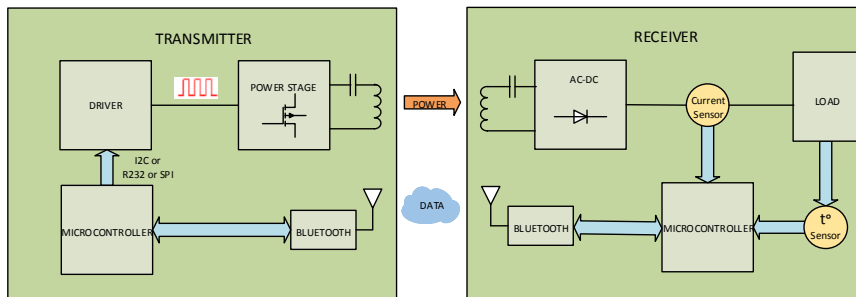 TRANSMITTER
DRIVER
POWER STAGE
I2C or
R232 or SPI
MICROCONTROLLER
BLUETOOTH
POWER
DATA
RECEIVER
AC-DC
Current
Sensor
LOAD
BLUETOOTH
MICROCONTROLLER
t°
Sensor